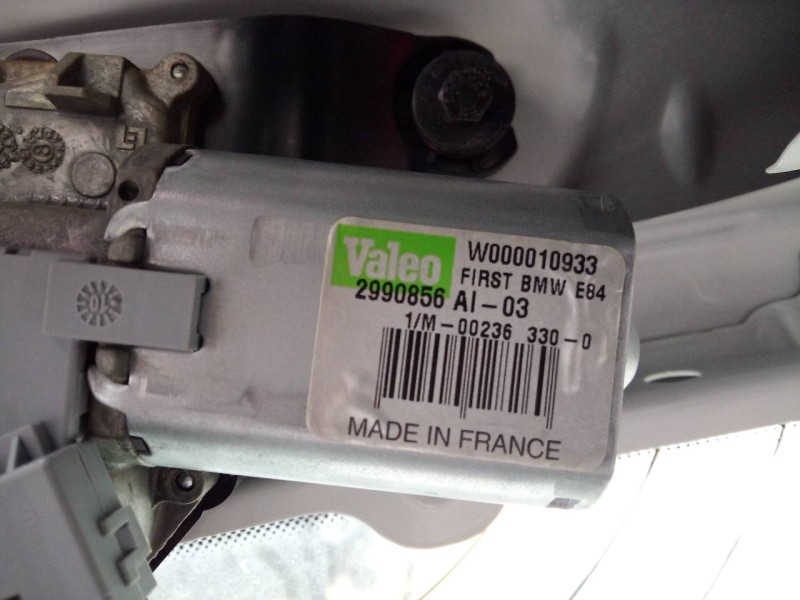 Valeo
W000010933
FIRST BMW E84
2990856 AI-03
1/M-00236 330-0
MADE IN FRANCE